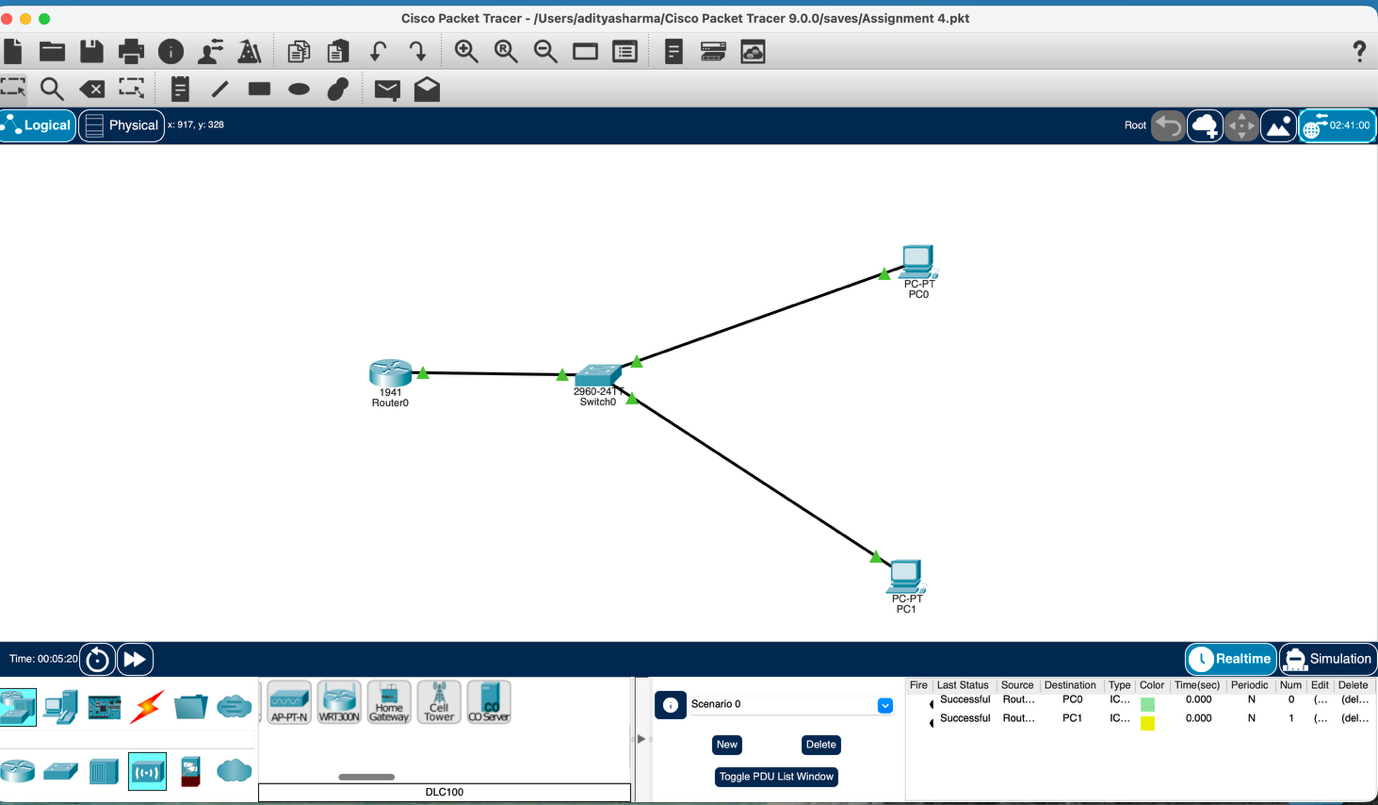 Cisco Packet Tracer - /Users/adityasharma/Cisco Packet Tracer 9.0.0/saves/Assignment 4.pkt
?
Logical
Physical
x: 917, y: 328
Root
02:41:00
PC-PT
PC0
1941
Router0
2960-24TT
Switch0
PC-PT
PC1
Time: 00:05:20
Realtime
Simulation
AP-PT-N
WRT300N
Home
Gateway
Cell
Tower
CO
CO Server
DLC100
Scenario 0
New
Delete
Toggle PDU List Window
Fire Last Status Source Destination Type Color Time(sec) Periodic Num Edit Delete
Successful Rout... PC0 IC... 0.000 N 0 (... (del...
Successful Rout... PC1 IC... 0.000 N 1 (... (del...